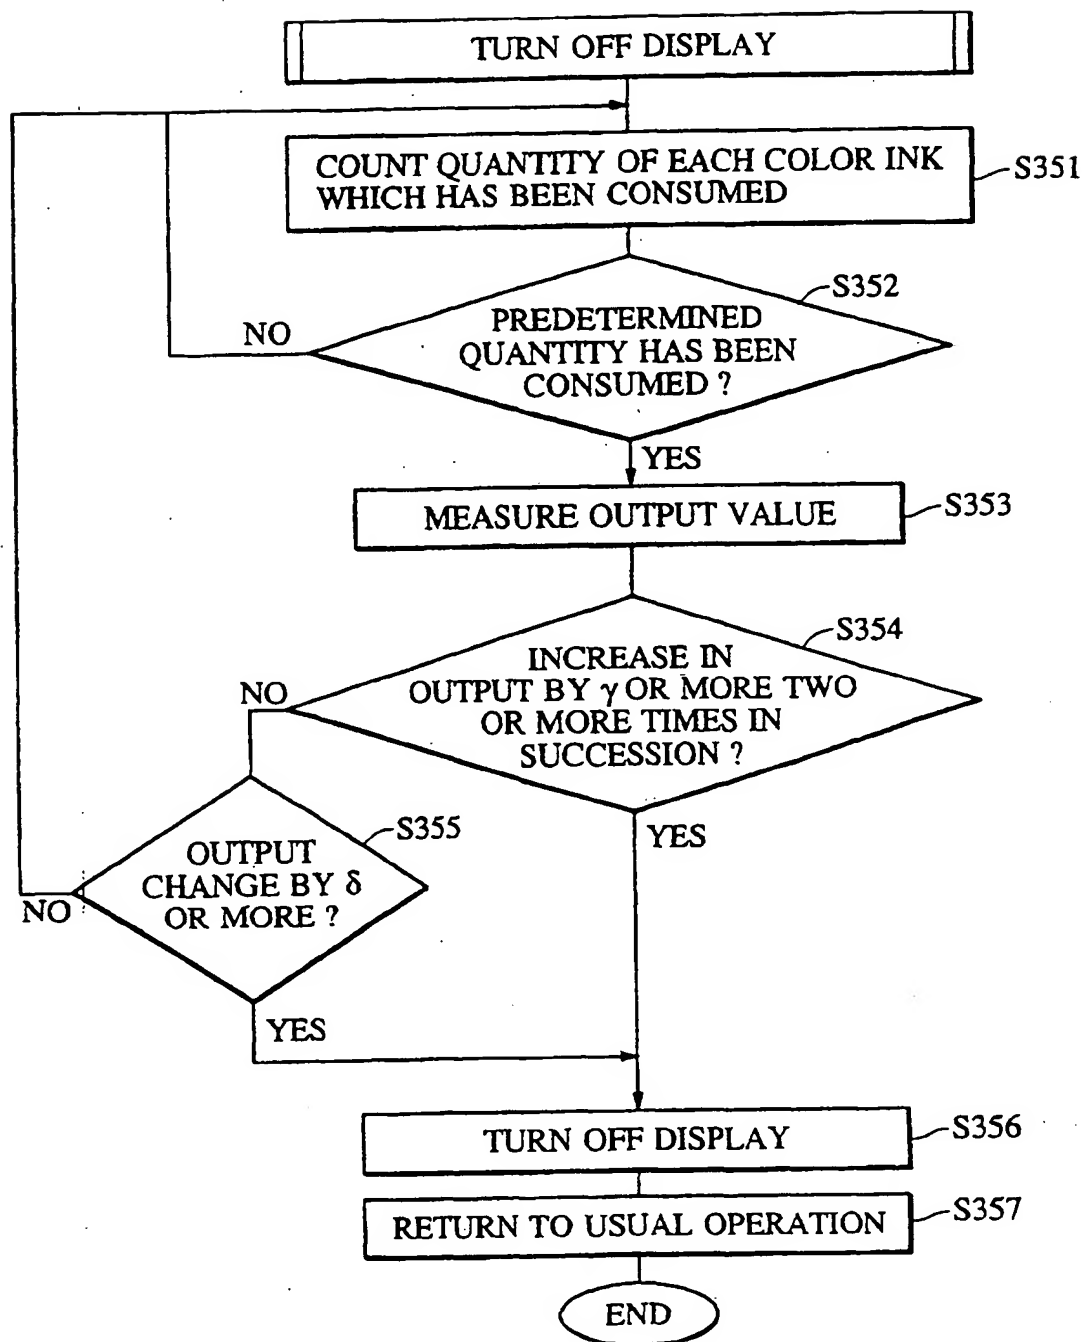 TURN OFF DISPLAY
COUNT QUANTITY OF EACH COLOR INK
WHICH HAS BEEN CONSUMED
S351
S352
PREDETERMINED
QUANTITY HAS BEEN
CONSUMED ?
NO
YES
MEASURE OUTPUT VALUE
S353
S354
INCREASE IN
OUTPUT BY γ OR MORE TWO
OR MORE TIMES IN
SUCCESSION ?
NO
YES
S355
OUTPUT
CHANGE BY δ
OR MORE ?
NO
YES
TURN OFF DISPLAY
S356
RETURN TO USUAL OPERATION
S357
END